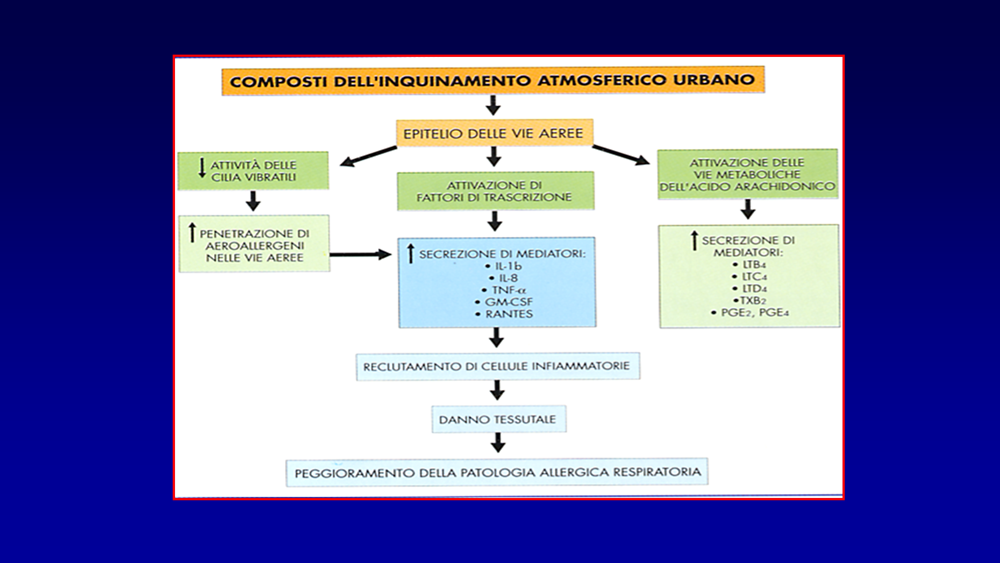 COMPOSTI DELL'INQUINAMENTO ATMOSFERICO URBANO
EPITELIO DELLE VIE AEREE
↓ ATTIVITÀ DELLE
CILIA VIBRATILI
ATTIVAZIONE DI
FATTORI DI TRASCRIZIONE
ATTIVAZIONE DELLE
VIE METABOLICHE
DELL'ACIDO ARACHIDONICO
↑ PENETRAZIONE DI
AEROALLERGENI
NELLE VIE AEREE
↑ SECREZIONE DI MEDIATORI:
• IL-1b
• IL-8
• TNF-α
• GM-CSF
• RANTES
↑ SECREZIONE DI
MEDIATORI:
• LTB4
• LTC4
• LTD4
• TXB2
• PGE2, PGE4
RECLUTAMENTO DI CELLULE INFIAMMATORIE
DANNO TESSUTALE
PEGGIORAMENTO DELLA PATOLOGIA ALLERGICA RESPIRATORIA